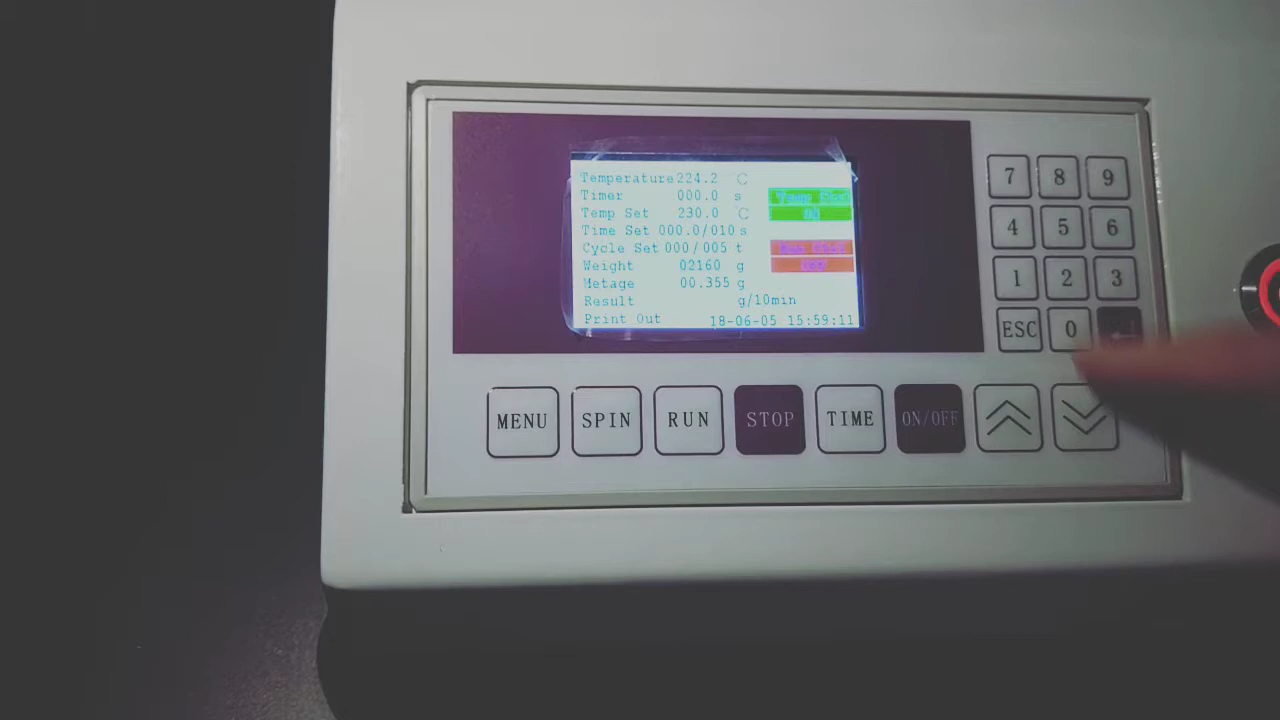 Temperature 224.2 °C
Timer 000.0 s
Temp Set 230.0 °C
Time Set 000.0/010 s
Cycle Set 000/005 t
Weight 02160 g
Metage 00.355 g
Result g/10min
Print Out 18-06-05 15:59:11
7 8 9
4 5 6
1 2 3
ESC 0
MENU SPIN RUN STOP TIME ON/OFF